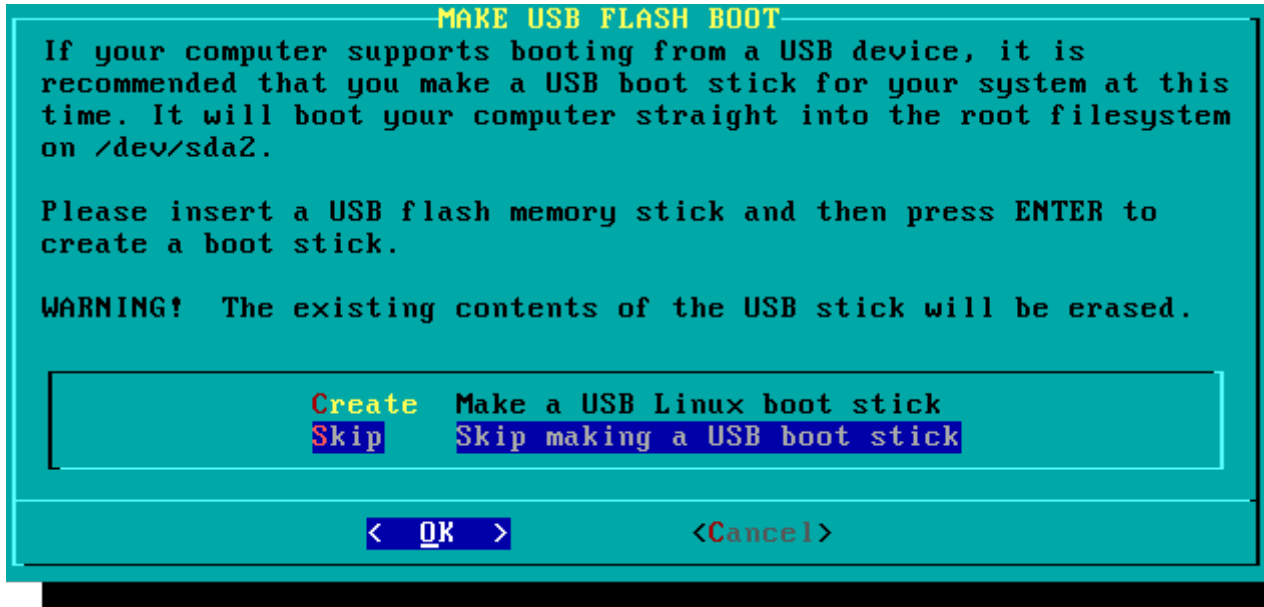 MAKE USB FLASH BOOT
If your computer supports booting from a USB device, it is
recommended that you make a USB boot stick for your system at this
time. It will boot your computer straight into the root filesystem
on /dev/sda2.
Please insert a USB flash memory stick and then press ENTER to
create a boot stick.
WARNING!  The existing contents of the USB stick will be erased.
Create  Make a USB Linux boot stick
Skip  Skip making a USB boot stick
<  OK  > <Cancel>